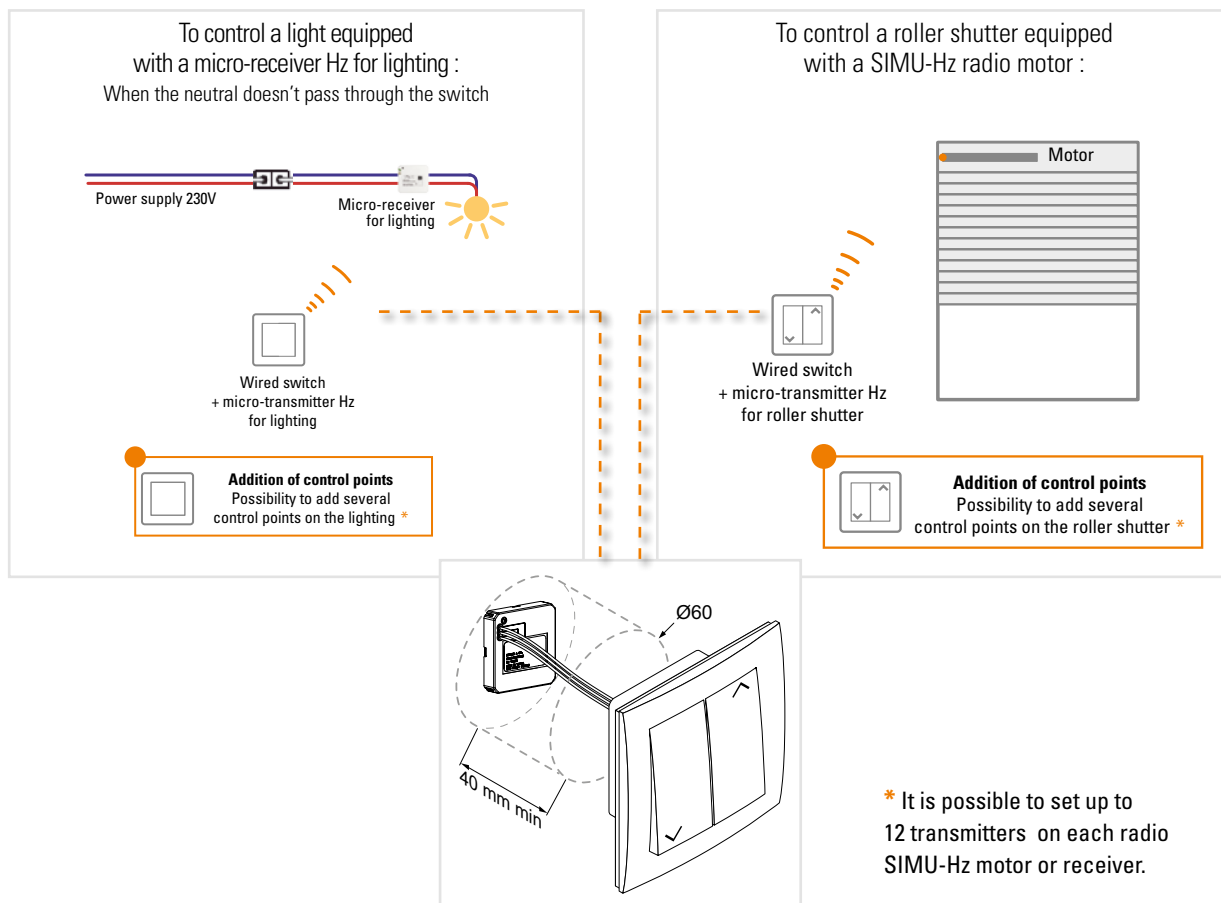 To control a light equipped
with a micro-receiver Hz for lighting :
When the neutral doesn't pass through the switch
Power supply 230V
Micro-receiver
for lighting
Wired switch
+ micro-transmitter Hz
for lighting
Addition of control points
Possibility to add several
control points on the lighting *
To control a roller shutter equipped
with a SIMU-Hz radio motor :
Motor
Wired switch
+ micro-transmitter Hz
for roller shutter
Addition of control points
Possibility to add several
control points on the roller shutter *
Ø60
40 mm min
* It is possible to set up to
12 transmitters on each radio
SIMU-Hz motor or receiver.